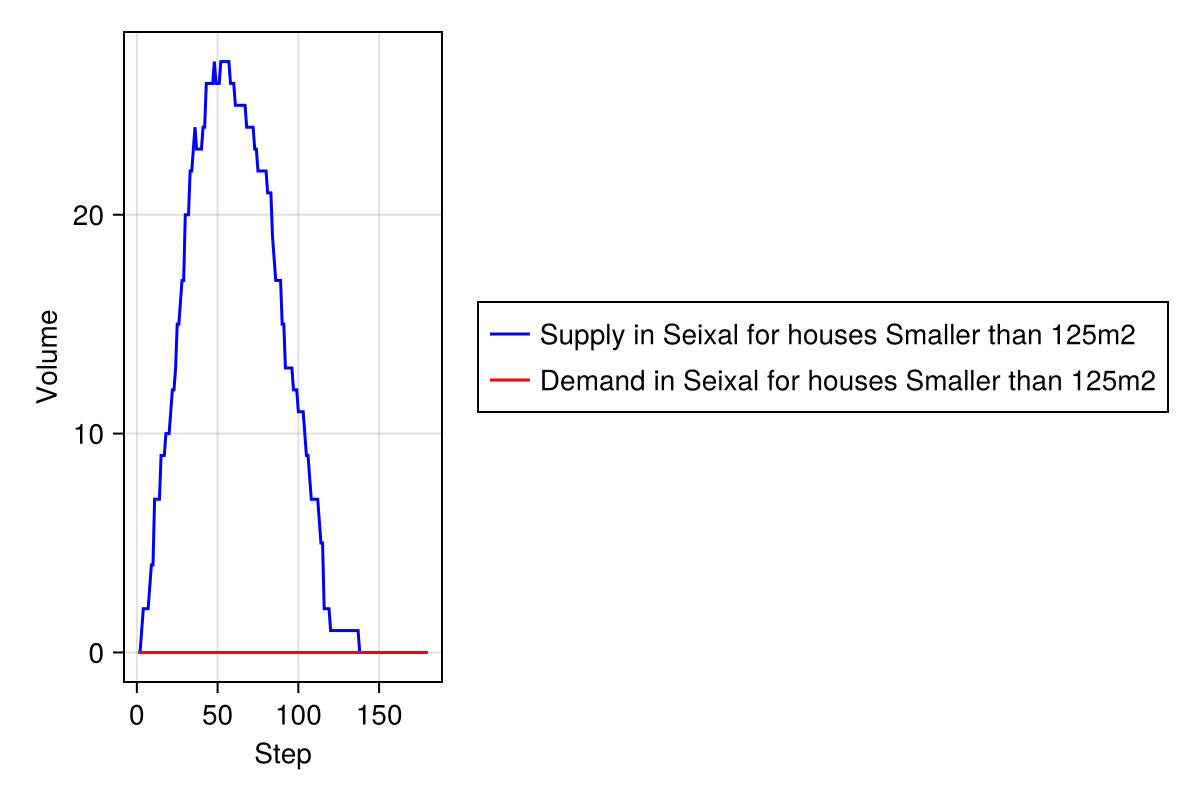 Volume
20
10
0
0 50 100 150
Step
Supply in Seixal for houses Smaller than 125m2
Demand in Seixal for houses Smaller than 125m2